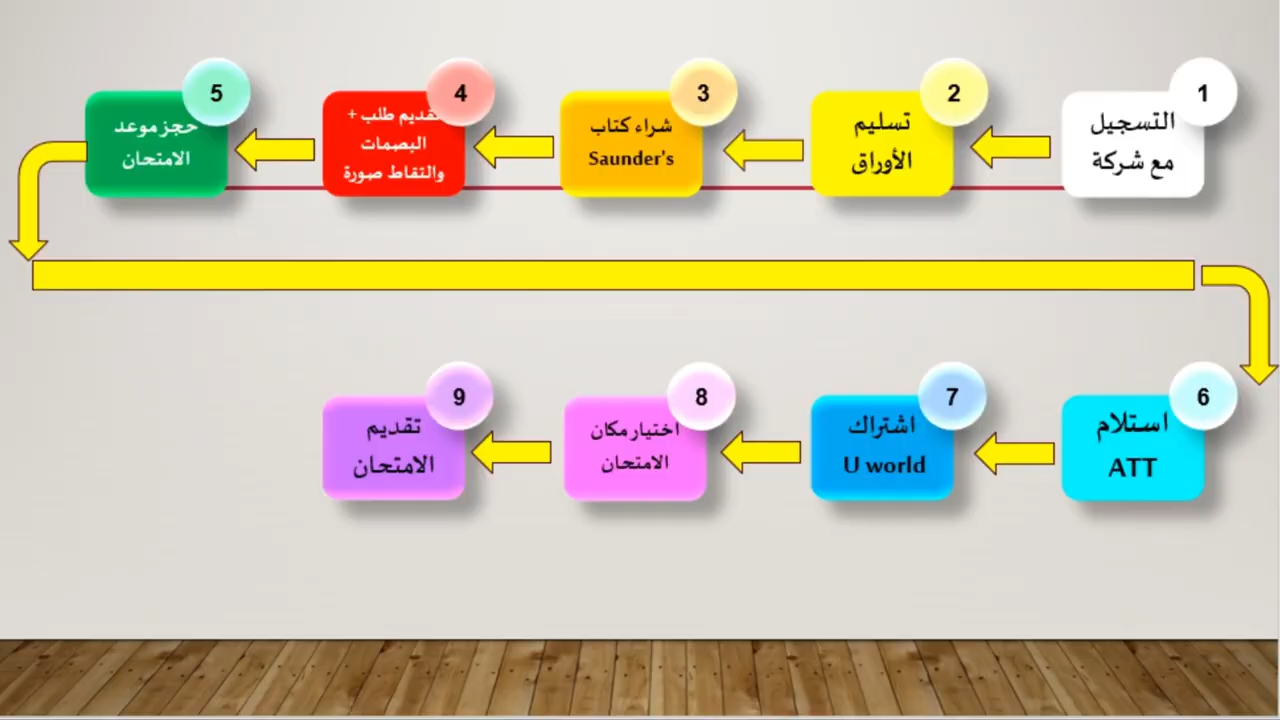 1
التسجيل
مع شركة
2
تسليم
الأوراق
3
شراء كتاب
Saunder's
4
تقديم طلب +
البصمات
والتقاط صورة
5
حجز موعد
الامتحان
6
استلام
ATT
7
اشتراك
U world
8
اختيار مكان
الامتحان
9
تقديم
الامتحان